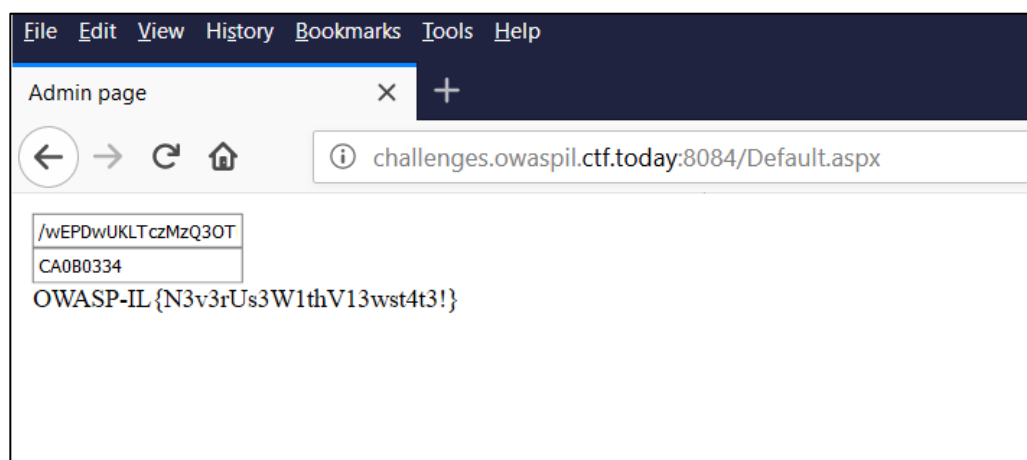 File Edit View History Bookmarks Tools Help
Admin page
challenges.owaspil.ctf.today:8084/Default.aspx
/wEPDwUKLTczMzQ3OT
CA0B0334
OWASP-IL{N3v3rUs3W1thV13wst4t3!}